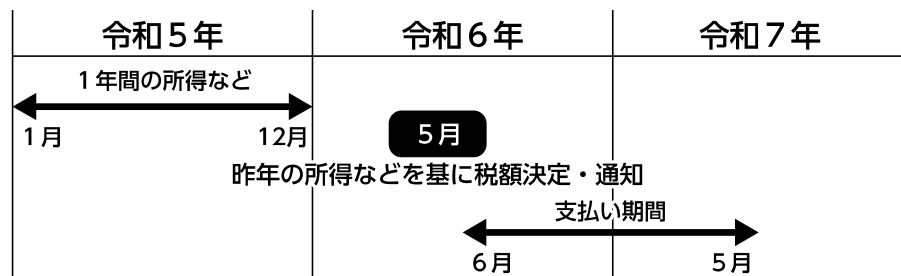 令和５年
令和６年
令和７年
１年間の所得など
１月
12月
５月
昨年の所得などを基に税額決定・通知
支払い期間
６月
５月